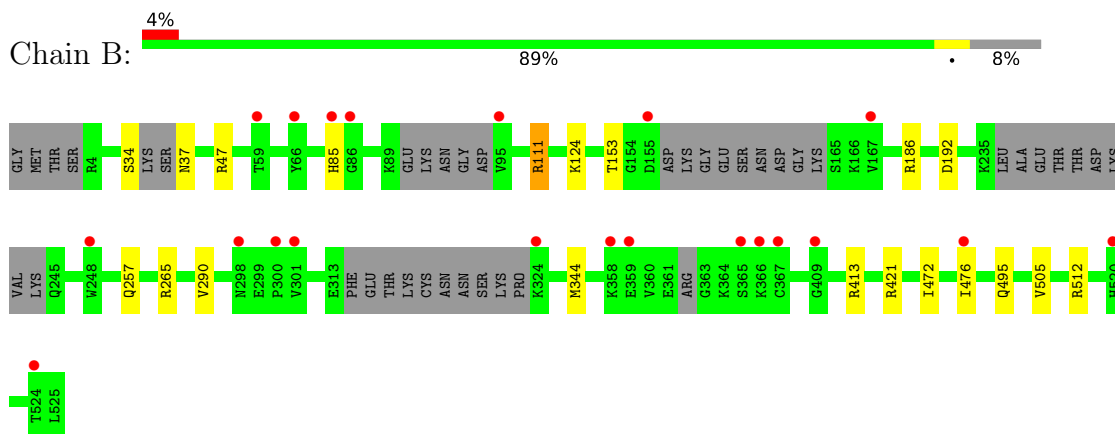 4%
Chain B:
89%
•
8%
GLY MET THR SER R4 S34 LYS SER N37 R47 T59 Y66 H85 G86 K89 GLU LYS ASN GLY ASP V95 R111 K124 T153 G154 D155 ASP LYS GLY GLU SER ASN ASP GLY LYS S165 K166 V167 R186 D192 K235 LEU ALA GLU THR THR ASP LYS
VAL LYS Q245 W248 Q257 R265 V290 N298 E299 P300 V301 E313 PHE GLU THR LYS CYS ASN ASN SER LYS PRO K324 M344 K358 E359 V360 E361 ARG G363 K364 S365 K366 C367 G409 R413 R421 I472 I476 Q495 V505 R512
T524 L525